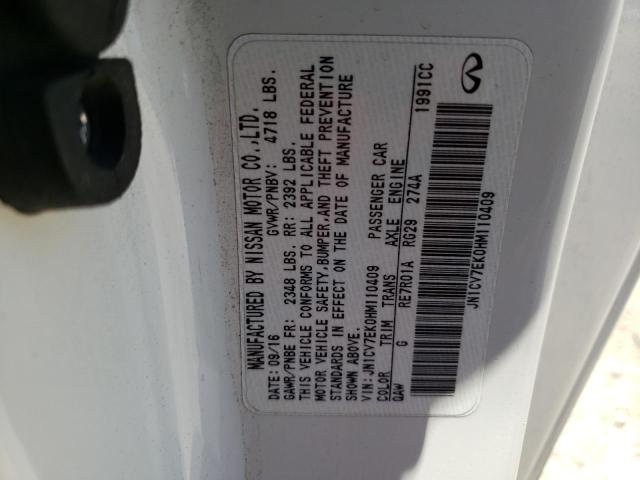 MANUFACTURED BY NISSAN MOTOR CO.,LTD.
DATE: 09/16 GVWR/PNBV: 4718 LBS.
GAWR/PNBE FR: 2348 LBS. RR: 2392 LBS.
THIS VEHICLE CONFORMS TO ALL APPLICABLE FEDERAL
MOTOR VEHICLE SAFETY,BUMPER,AND THEFT PREVENTION
STANDARDS IN EFFECT ON THE DATE OF MANUFACTURE
SHOWN ABOVE.
VIN: JN1CV7EK0HM110409 PASSENGER CAR
COLOR TRIM TRANS AXLE ENGINE
QAW G RE7R01A RG29 274A 1991CC
JN1CV7EK0HM110409